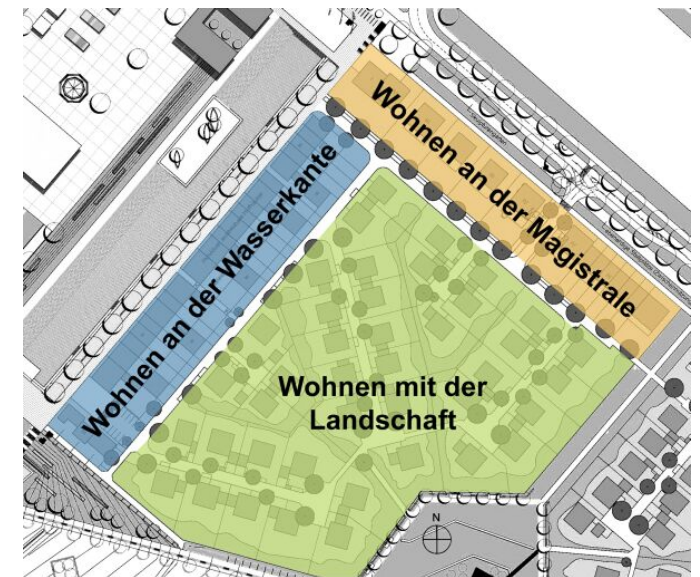 Wohnen an der Magistrale
Wohnen an der Wasserkante
Wohnen mit der
Landschaft
N